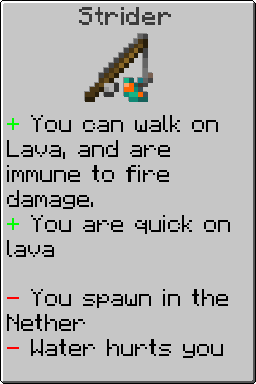 Strider
+ You can walk on
Lava, and are
immune to fire
damage.
+ You are quick on
lava
- You spawn in the
Nether
- Water hurts you